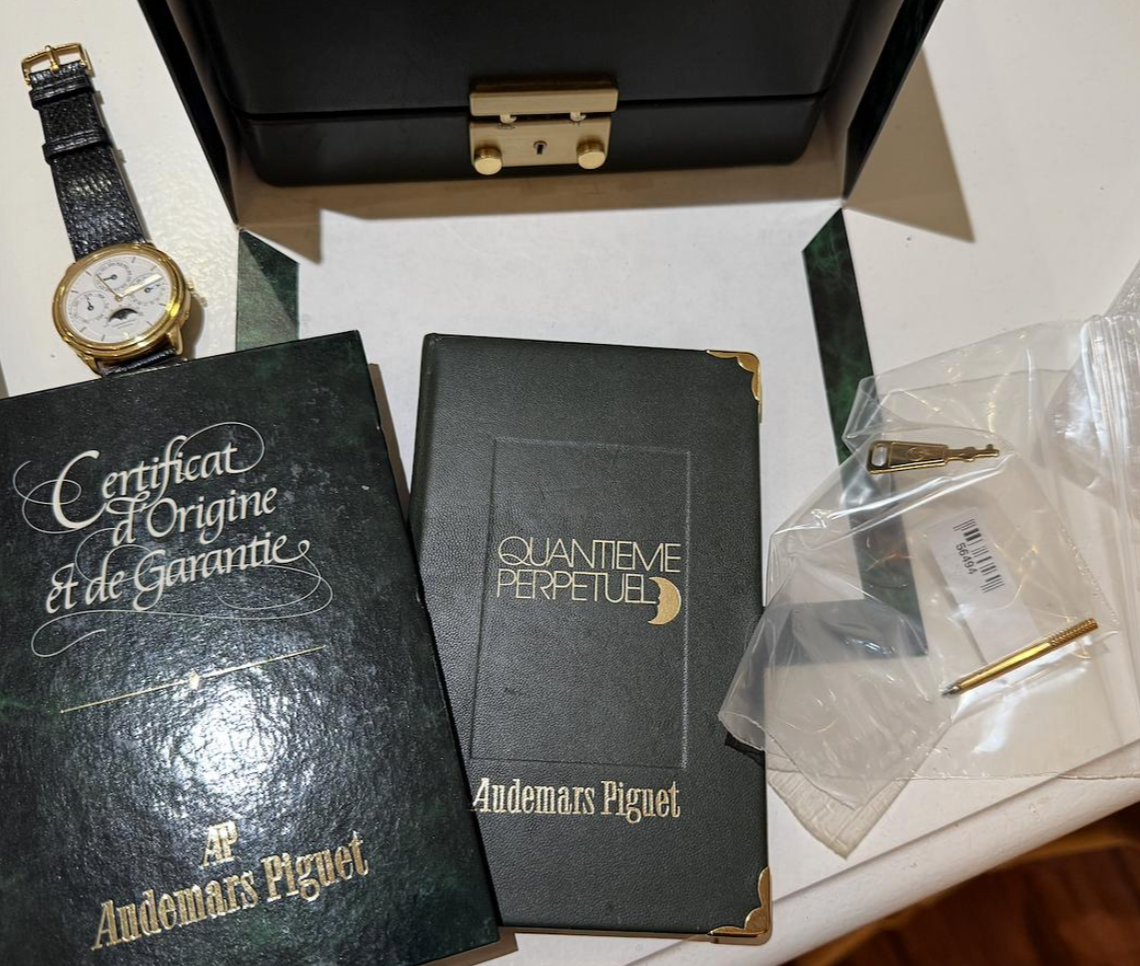 Certificat
d'Origine
et de Garantie
AP
Audemars Piguet
QUANTIEME
PERPETUEL
Audemars Piguet
56494